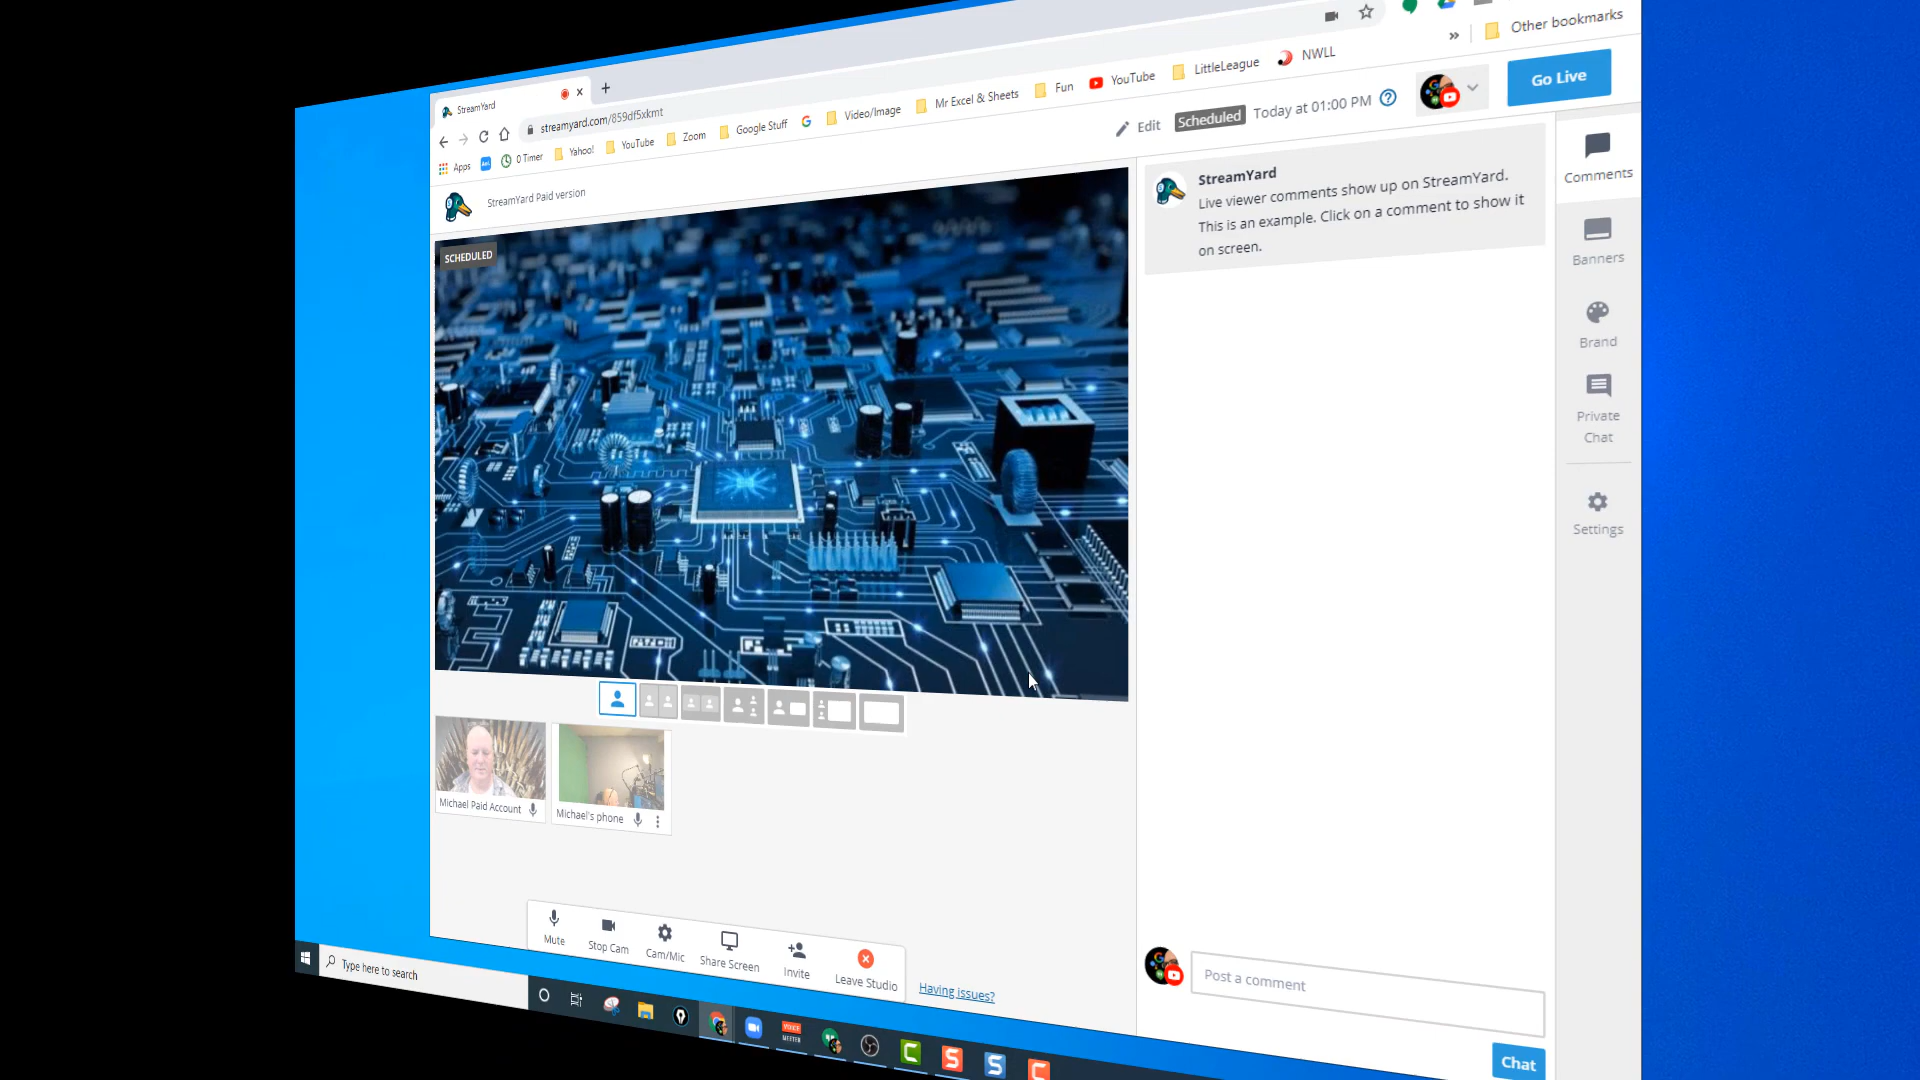 StreamYard
streamyard.com/859df5xkmt
Other bookmarks
Apps
0 Timer
Yahoo!
YouTube
Zoom
Google Stuff
Video/Image
Mr Excel & Sheets
Fun
YouTube
LittleLeague
NWLL
StreamYard Paid version
Edit
Scheduled
Today at 01:00 PM
Go Live
SCHEDULED
StreamYard
Live viewer comments show up on StreamYard.
This is an example. Click on a comment to show it
on screen.
Comments
Banners
Brand
Private
Chat
Settings
Michael Paid Account
Michael's phone
Mute
Stop Cam
Cam/Mic
Share Screen
Invite
Leave Studio
Having issues?
Post a comment
Chat
Type here to search
VOICE
MEETER